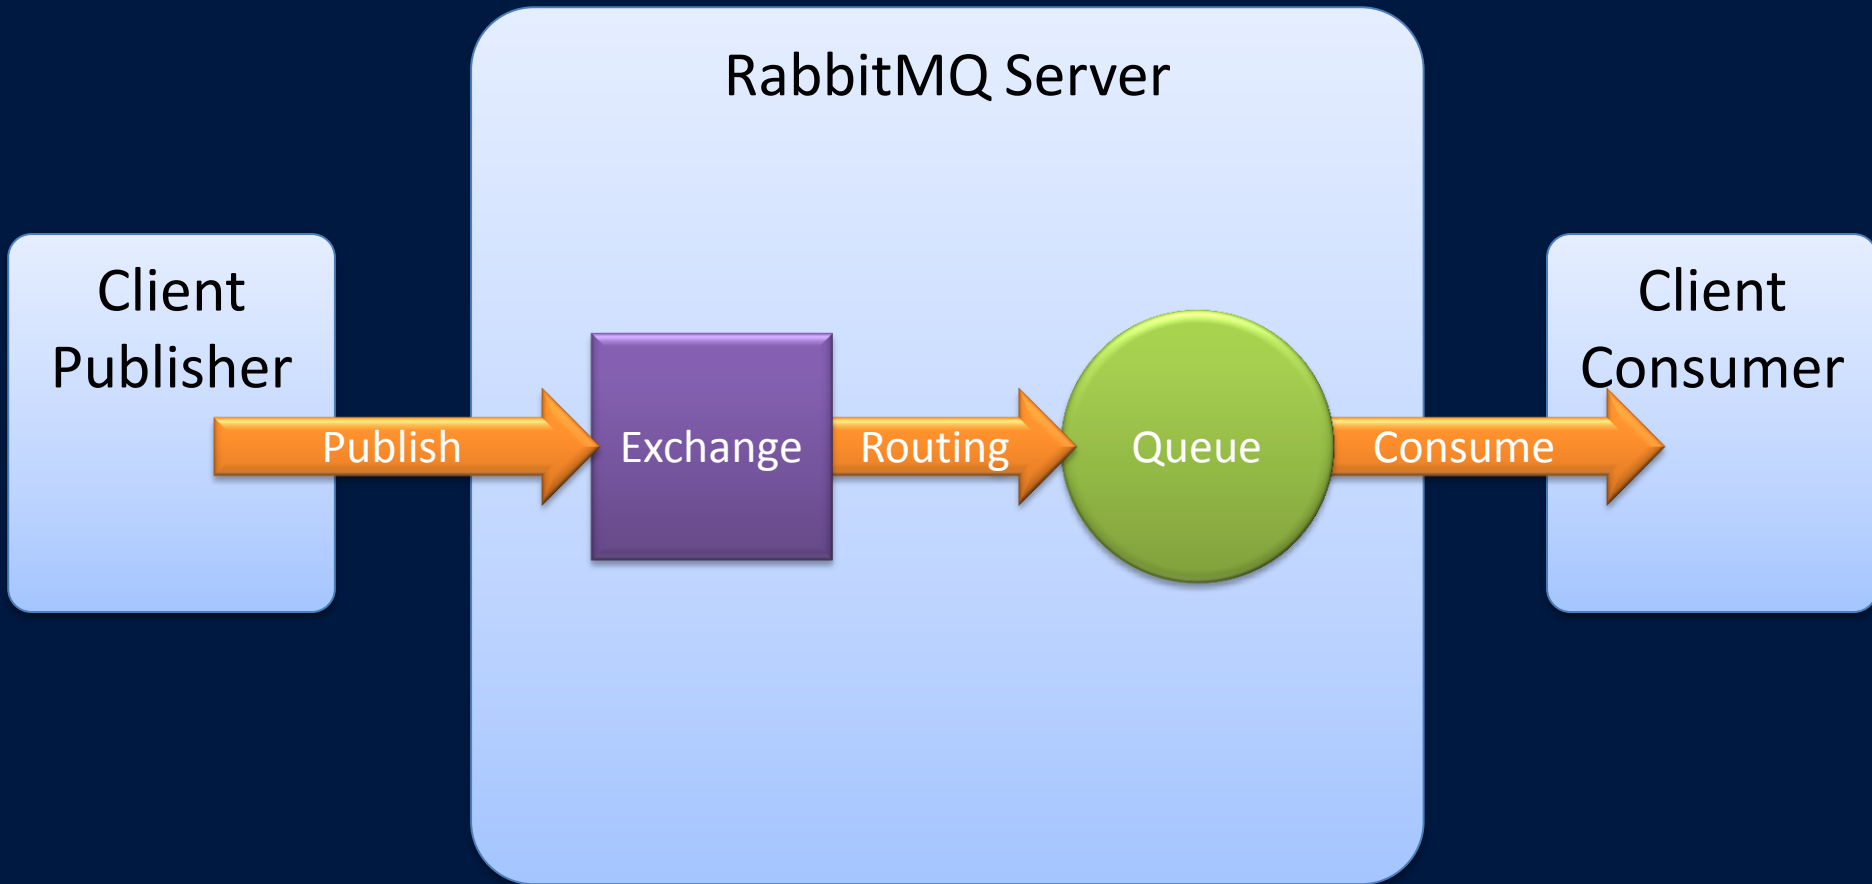 RabbitMQ Server
Client
Publisher
Publish
Exchange
Routing
Queue
Consume
Client
Consumer